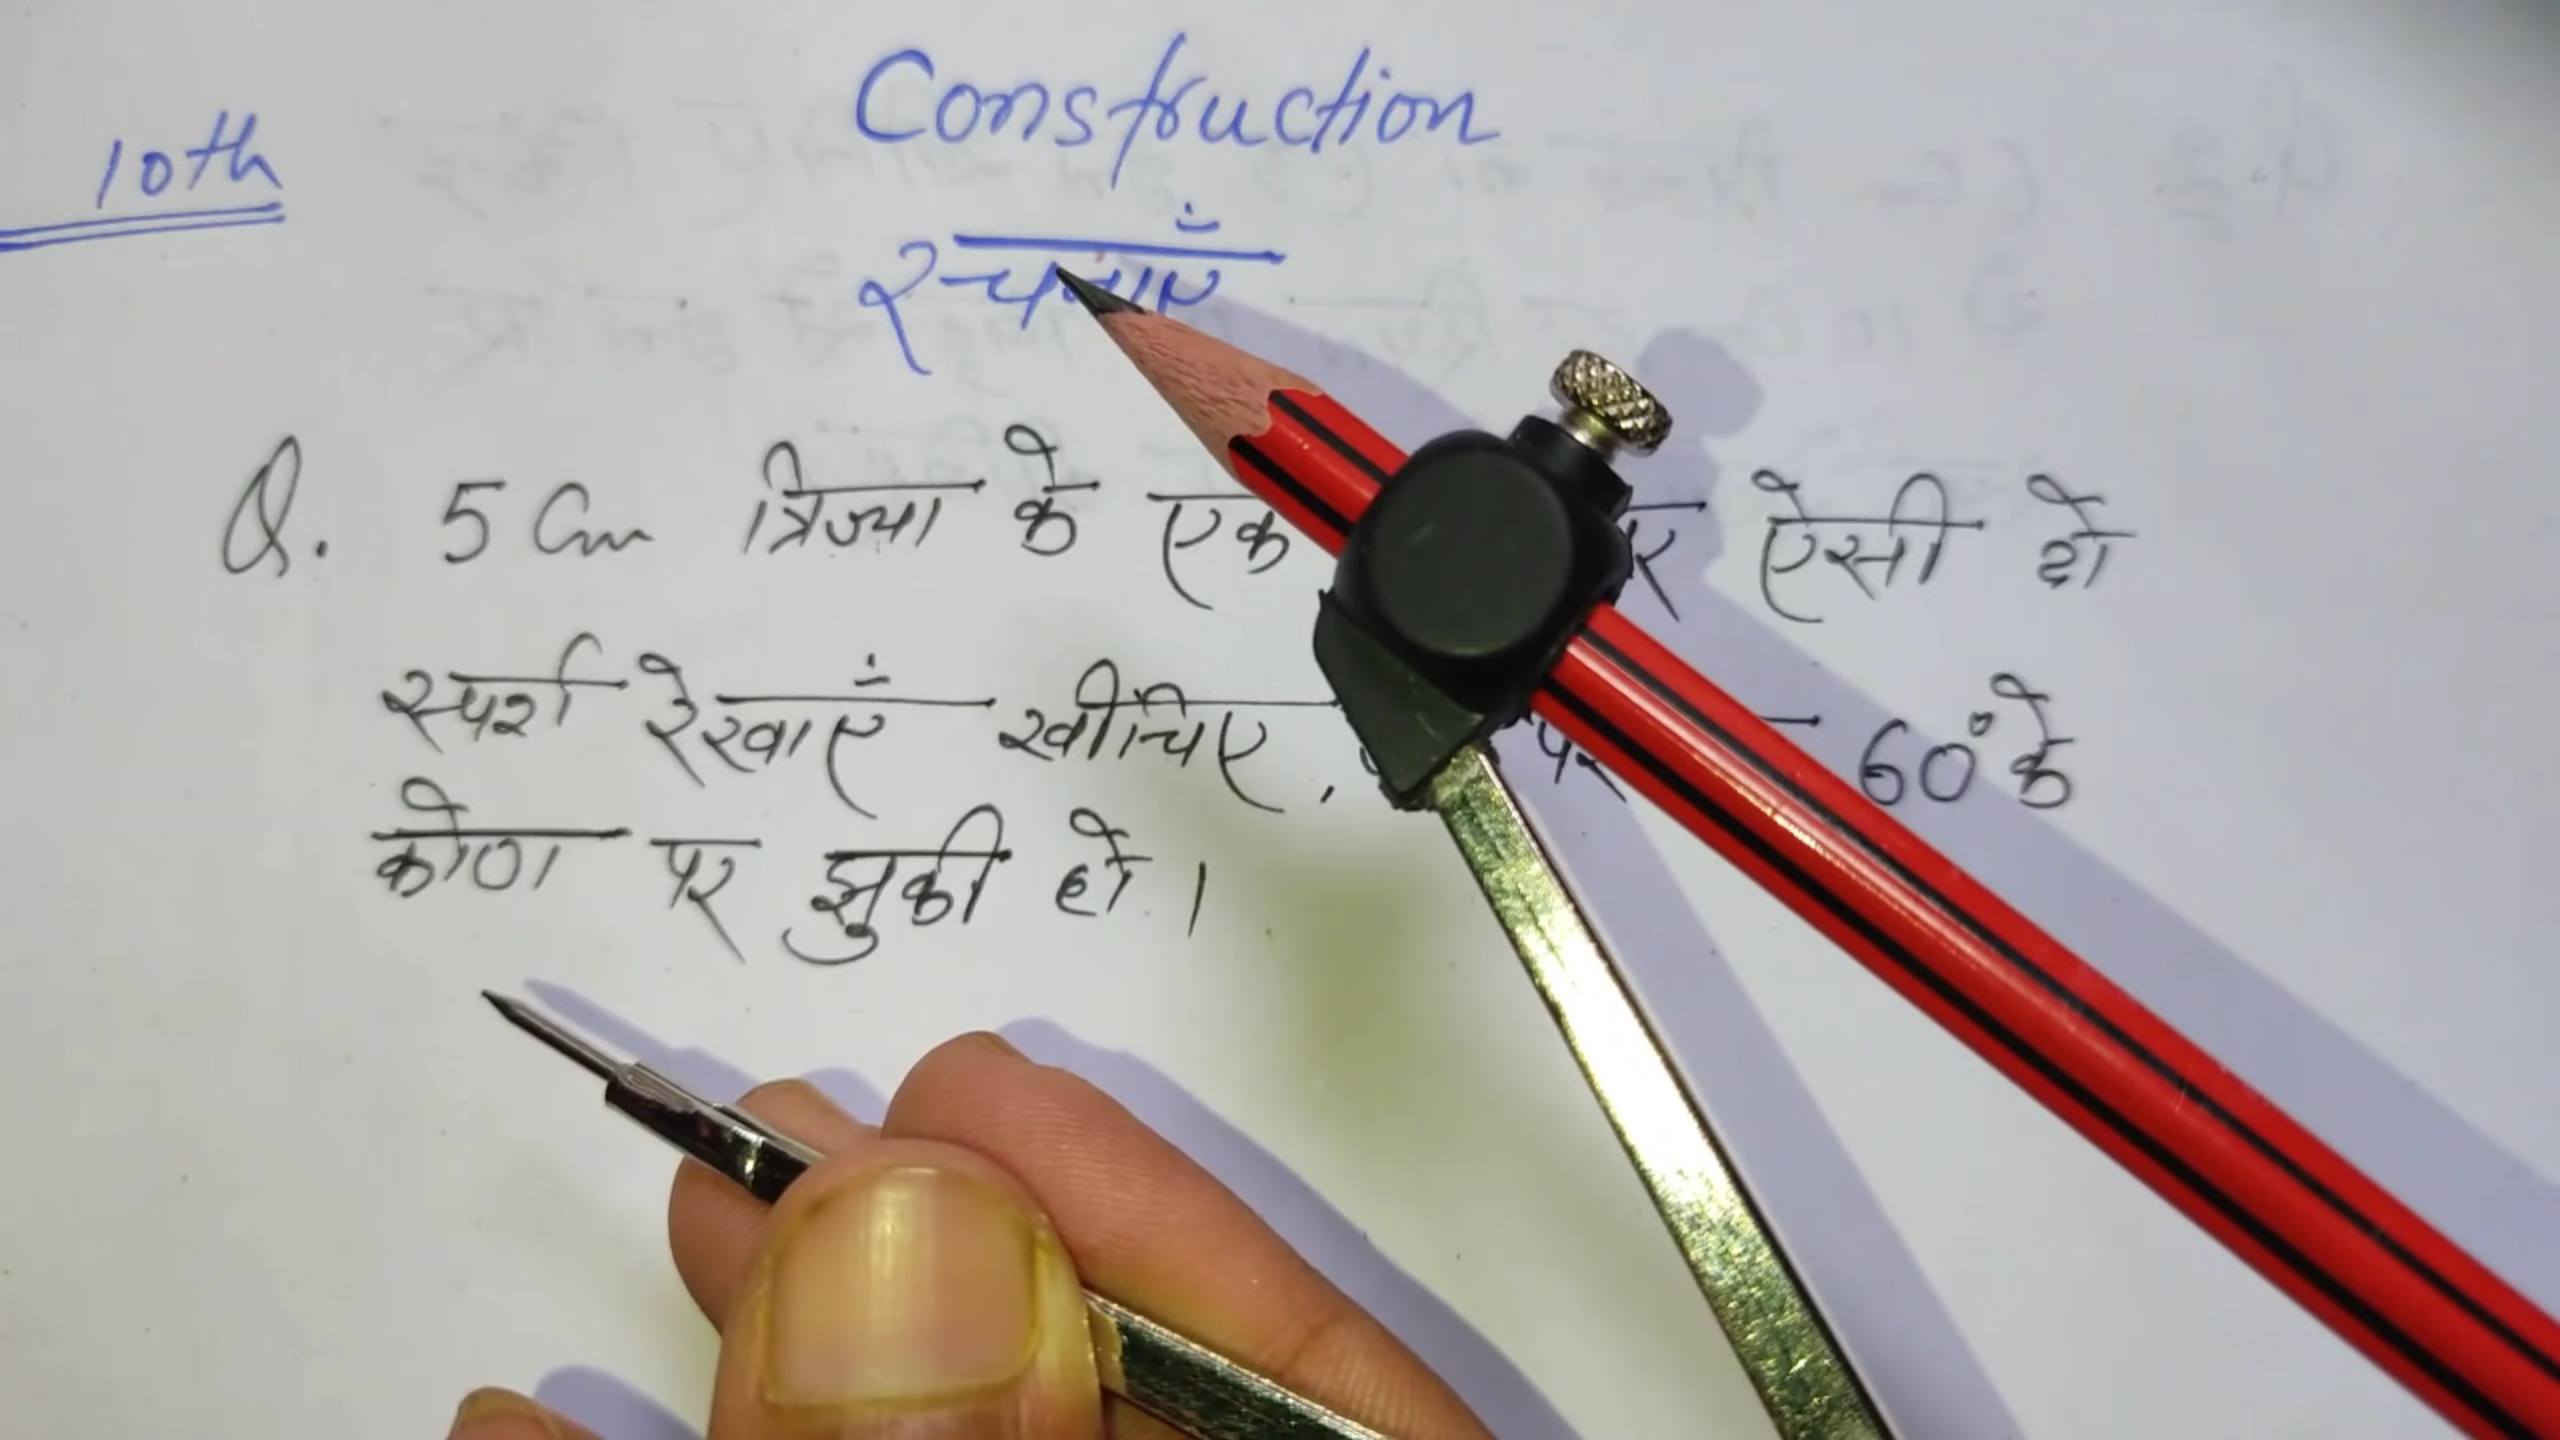 Construction
10th
रचनाएं
Q. 5 Cm त्रिज्या के एक ऐसी दो
स्पर्श रेखाएं खींचिए, 60° के
कोण पर झुकी हो।